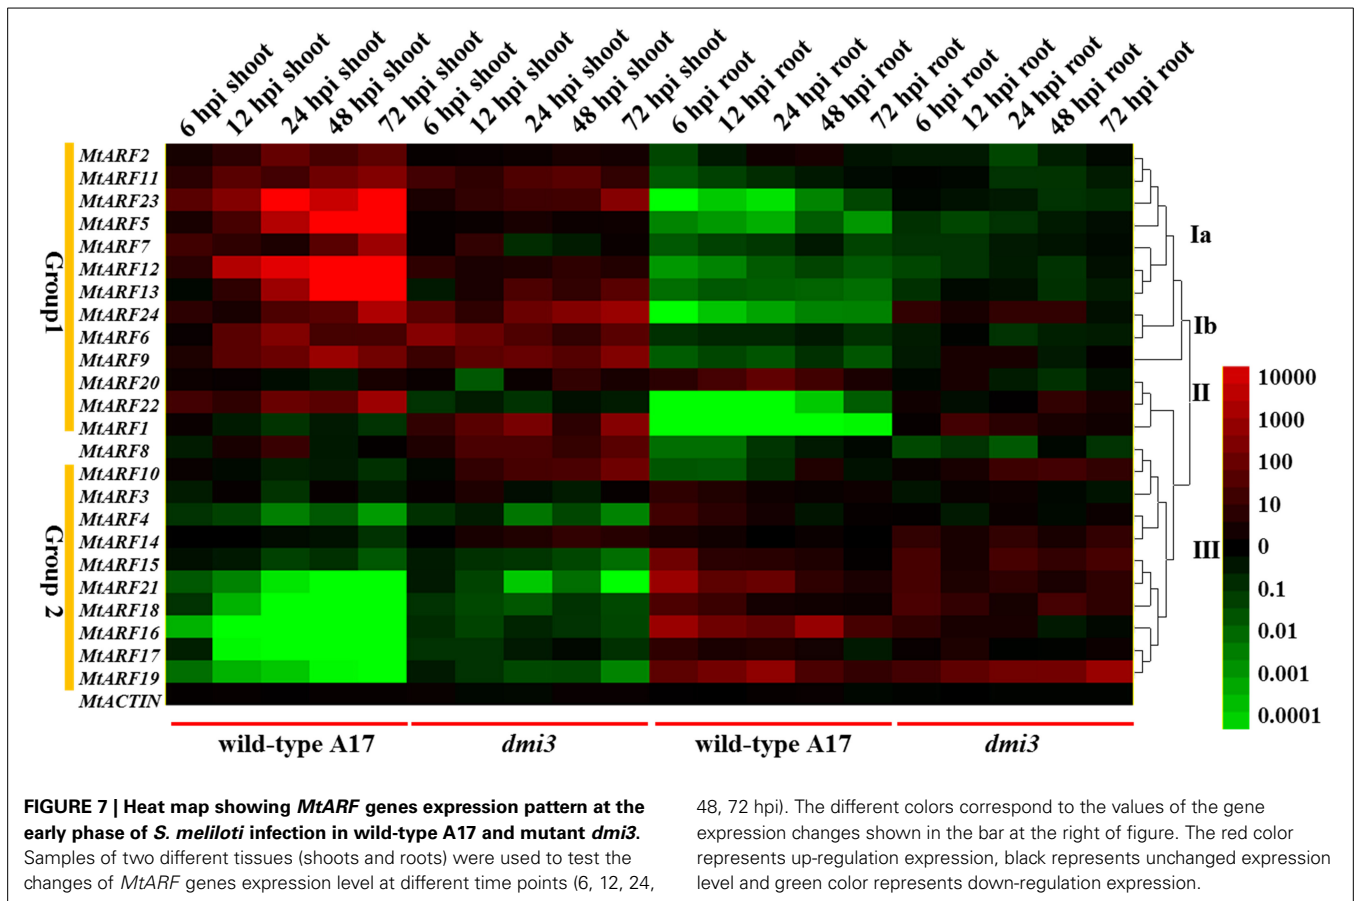 6 hpi shoot
12 hpi shoot
24 hpi shoot
48 hpi shoot
72 hpi shoot
6 hpi shoot
12 hpi shoot
24 hpi shoot
48 hpi shoot
72 hpi shoot
6 hpi root
12 hpi root
24 hpi root
48 hpi root
72 hpi root
6 hpi root
12 hpi root
24 hpi root
48 hpi root
72 hpi root
Group1
Group 2
MtARF2
MtARF11
MtARF23
MtARF5
MtARF7
MtARF12
MtARF13
MtARF24
MtARF6
MtARF9
MtARF20
MtARF22
MtARF1
MtARF8
MtARF10
MtARF3
MtARF4
MtARF14
MtARF15
MtARF21
MtARF18
MtARF16
MtARF17
MtARF19
MtACTIN
Ia
Ib
II
III
10000
1000
100
10
0
0.1
0.01
0.001
0.0001
wild-type A17
dmi3
wild-type A17
dmi3
FIGURE 7 | Heat map showing MtARF genes expression pattern at the
early phase of S. meliloti infection in wild-type A17 and mutant dmi3.
Samples of two different tissues (shoots and roots) were used to test the
changes of MtARF genes expression level at different time points (6, 12, 24,
48, 72 hpi). The different colors correspond to the values of the gene
expression changes shown in the bar at the right of figure. The red color
represents up-regulation expression, black represents unchanged expression
level and green color represents down-regulation expression.